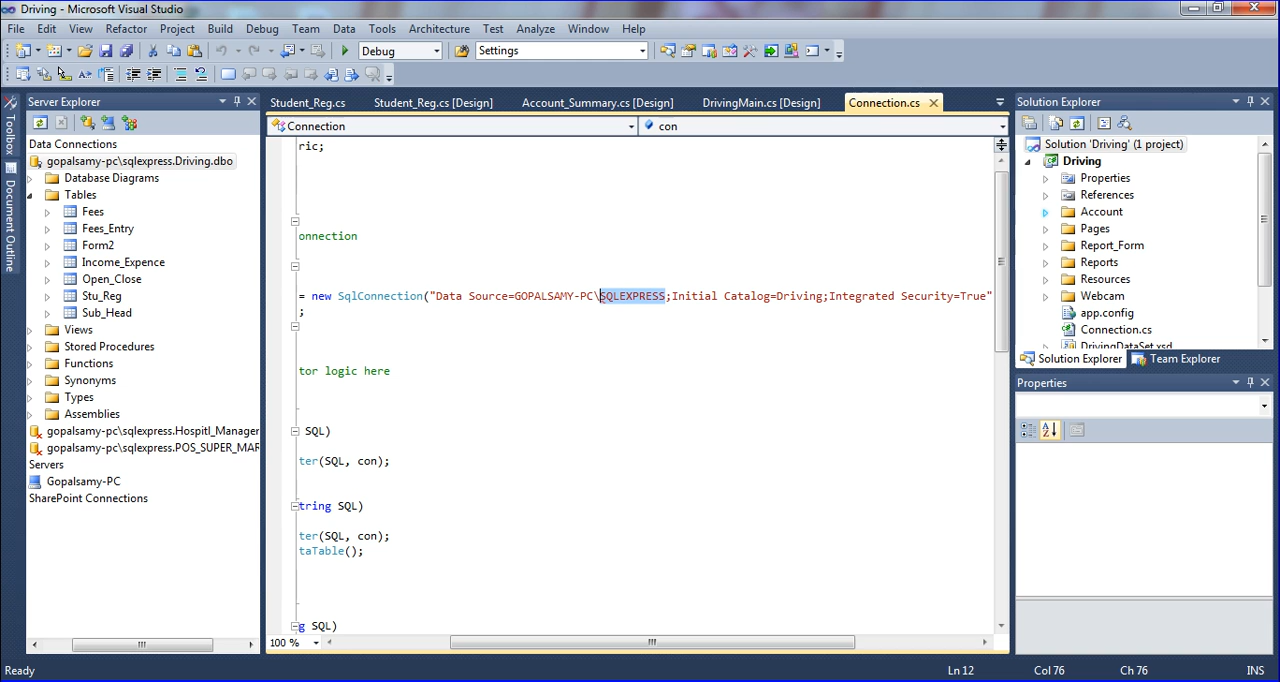 Driving - Microsoft Visual Studio
File Edit View Refactor Project Build Debug Team Data Tools Architecture Test Analyze Window Help
Debug Settings
Toolbox
Document Outline
Server Explorer
Data Connections
gopalsamy-pc\sqlexpress.Driving.dbo
Database Diagrams
Tables
Fees
Fees_Entry
Form2
Income_Expence
Open_Close
Stu_Reg
Sub_Head
Views
Stored Procedures
Functions
Synonyms
Types
Assemblies
gopalsamy-pc\sqlexpress.Hospitl_Manager
gopalsamy-pc\sqlexpress.POS_SUPER_MAR
Servers
Gopalsamy-PC
SharePoint Connections
Student_Reg.cs Student_Reg.cs [Design] Account_Summary.cs [Design] DrivingMain.cs [Design] Connection.cs
Connection con
ric;
onnection
= new SqlConnection("Data Source=GOPALSAMY-PC\SQLEXPRESS;Initial Catalog=Driving;Integrated Security=True"
;
tor logic here
SQL)
ter(SQL, con);
tring SQL)
ter(SQL, con);
taTable();
g SQL)
100 %
Solution Explorer
Solution 'Driving' (1 project)
Driving
Properties
References
Account
Pages
Report_Form
Reports
Resources
Webcam
app.config
Connection.cs
DrivingDataSet.xsd
Solution Explorer Team Explorer
Properties
Ready Ln 12 Col 76 Ch 76 INS